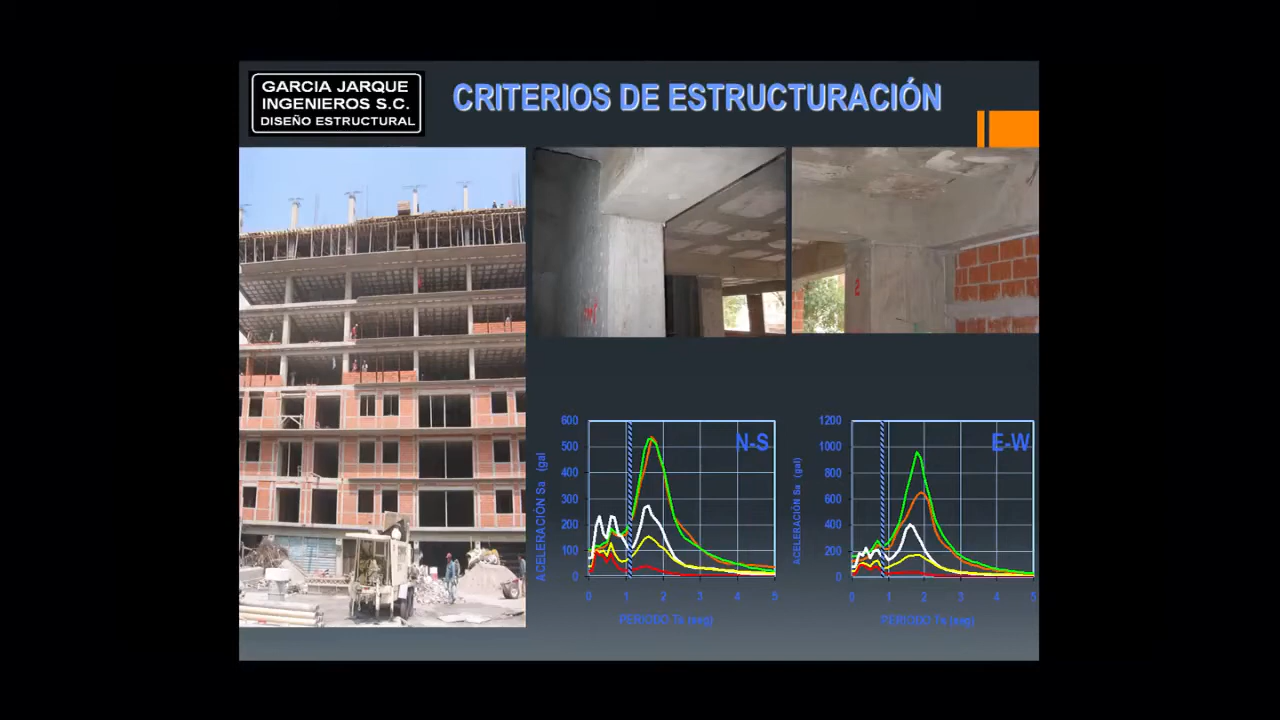 GARCIA JARQUE
INGENIEROS S.C.
DISEÑO ESTRUCTURAL
CRITERIOS DE ESTRUCTURACIÓN
2
N-S
ACELERACIÓN Sa (gal
600
500
400
300
200
100
0
0 1 2 3 4 5
PERIODO Ts (seg)
E-W
ACELERACIÓN Sa (gal)
1200
1000
800
600
400
200
0
0 1 2 3 4 5
PERIODO Ts (seg)